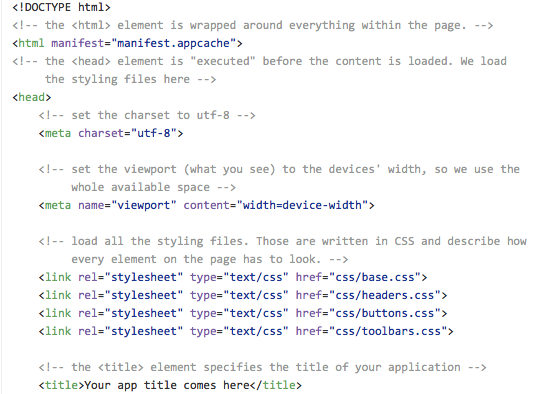 <!DOCTYPE html>
<!-- the <html> element is wrapped around everything within the page. -->
<html manifest="manifest.appcache">
<!-- the <head> element is "executed" before the content is loaded. We load
the styling files here -->
<head>
<!-- set the charset to utf-8 -->
<meta charset="utf-8">
<!-- set the viewport (what you see) to the devices' width, so we use the
whole available space -->
<meta name="viewport" content="width=device-width">
<!-- load all the styling files. Those are written in CSS and describe how
every element on the page has to look. -->
<link rel="stylesheet" type="text/css" href="css/base.css">
<link rel="stylesheet" type="text/css" href="css/headers.css">
<link rel="stylesheet" type="text/css" href="css/buttons.css">
<link rel="stylesheet" type="text/css" href="css/toolbars.css">
<!-- the <title> element specifies the title of your application -->
<title>Your app title comes here</title>